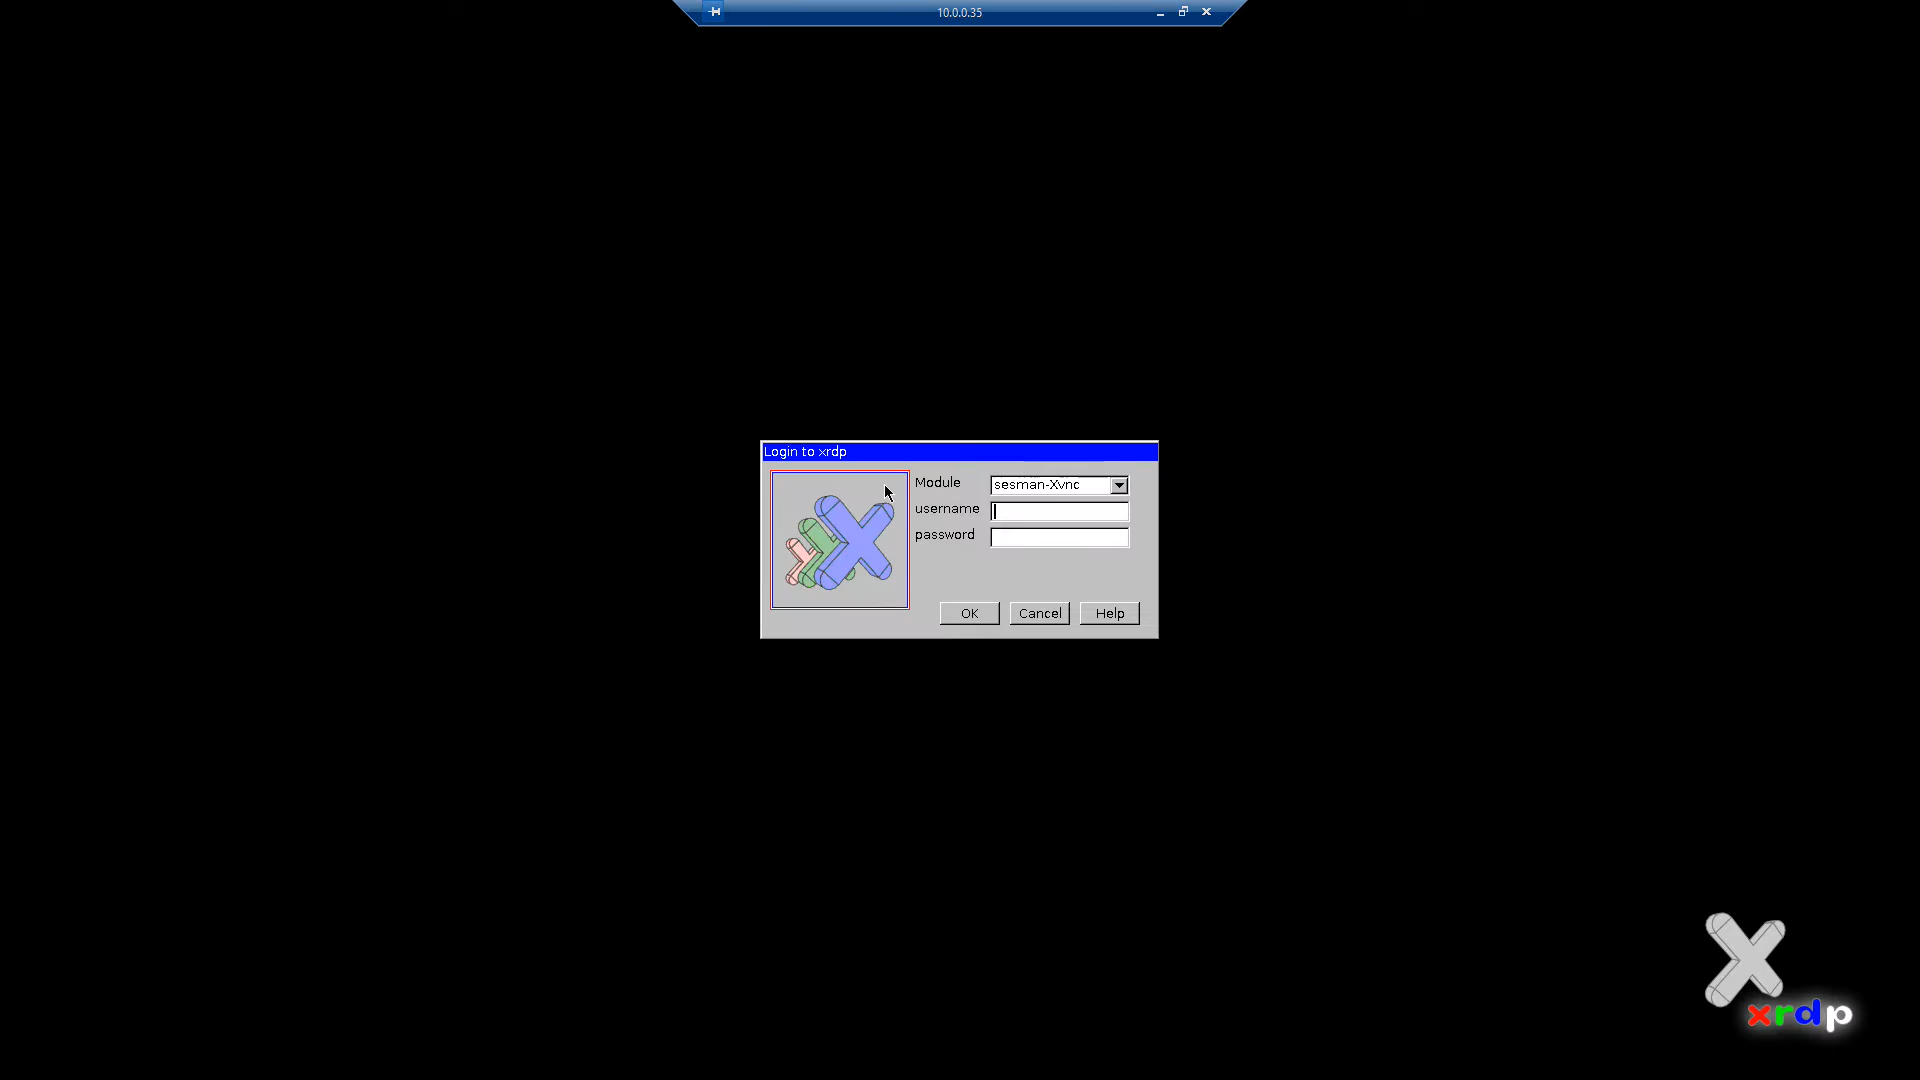 10.0.0.35
Login to xrdp
Module
sesman-Xvnc
username
password
OK
Cancel
Help
xrdp